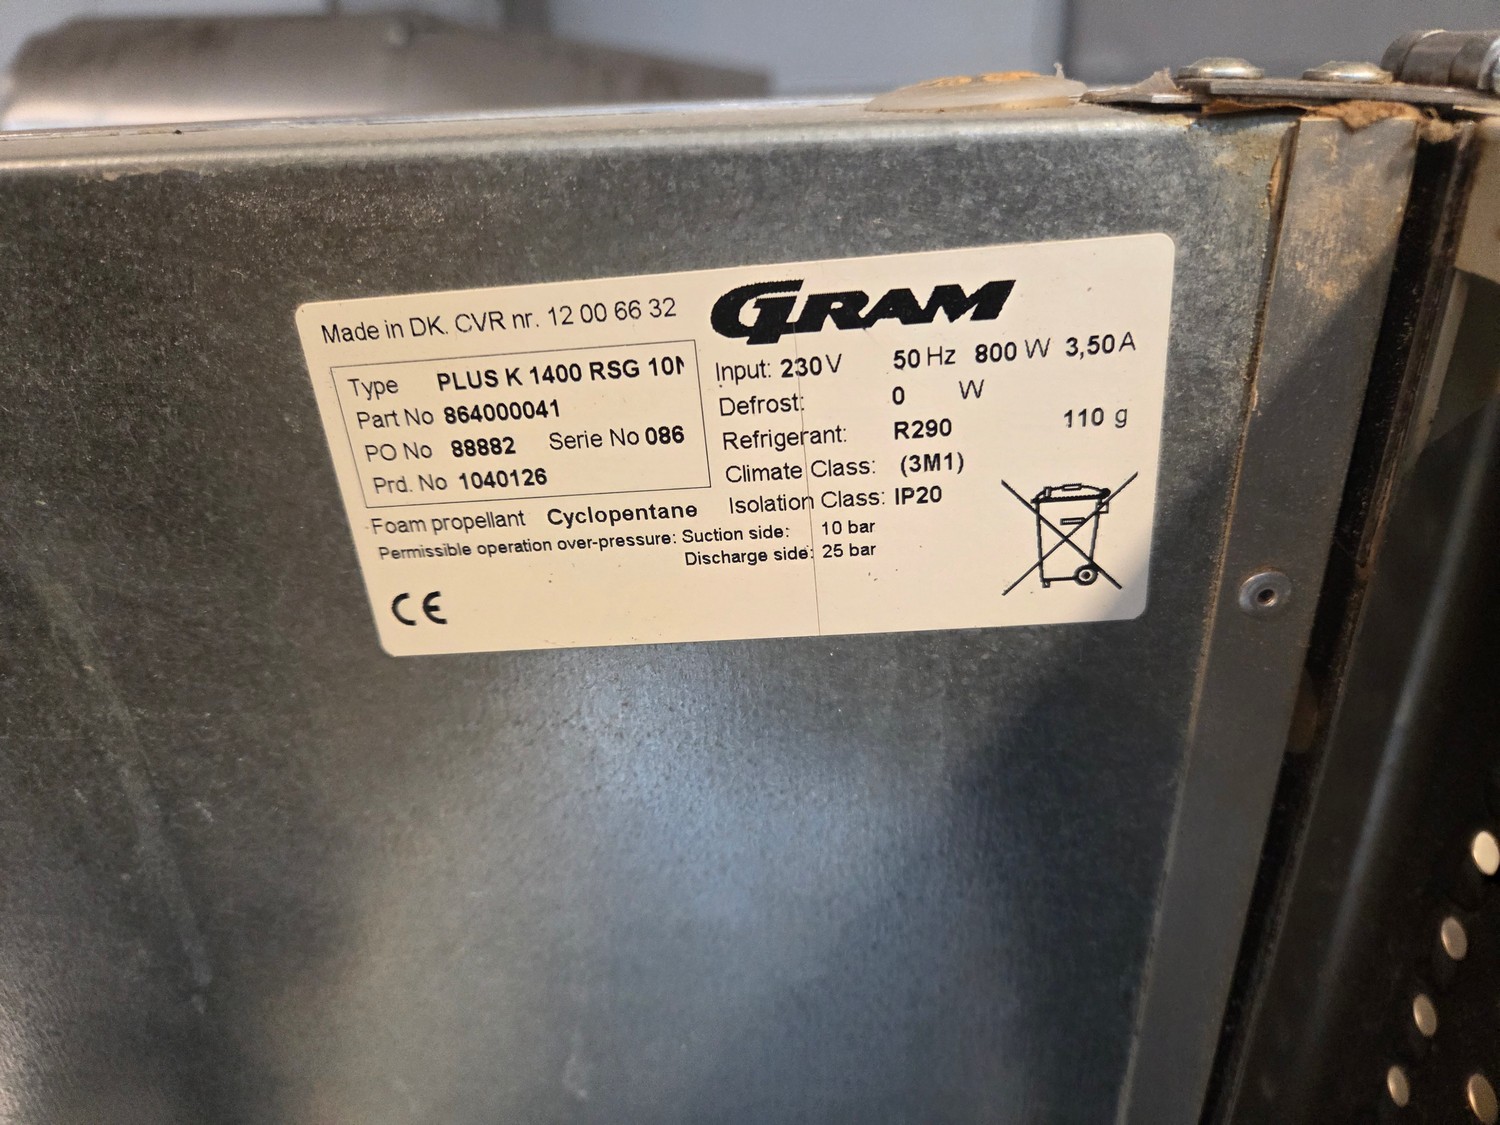 Made in DK. CVR nr. 12 00 66 32
GRAM
Type PLUS K 1400 RSG 10
Part No 864000041
PO No 88882 Serie No 086
Prd. No 1040126
Foam propellant Cyclopentane
Input: 230 V 50 Hz 800 W 3,50 A
Defrost: 0 W
Refrigerant: R290 110 g
Climate Class: (3M1)
Isolation Class: IP20
Permissible operation over-pressure: Suction side: 10 bar
Discharge side: 25 bar
CE